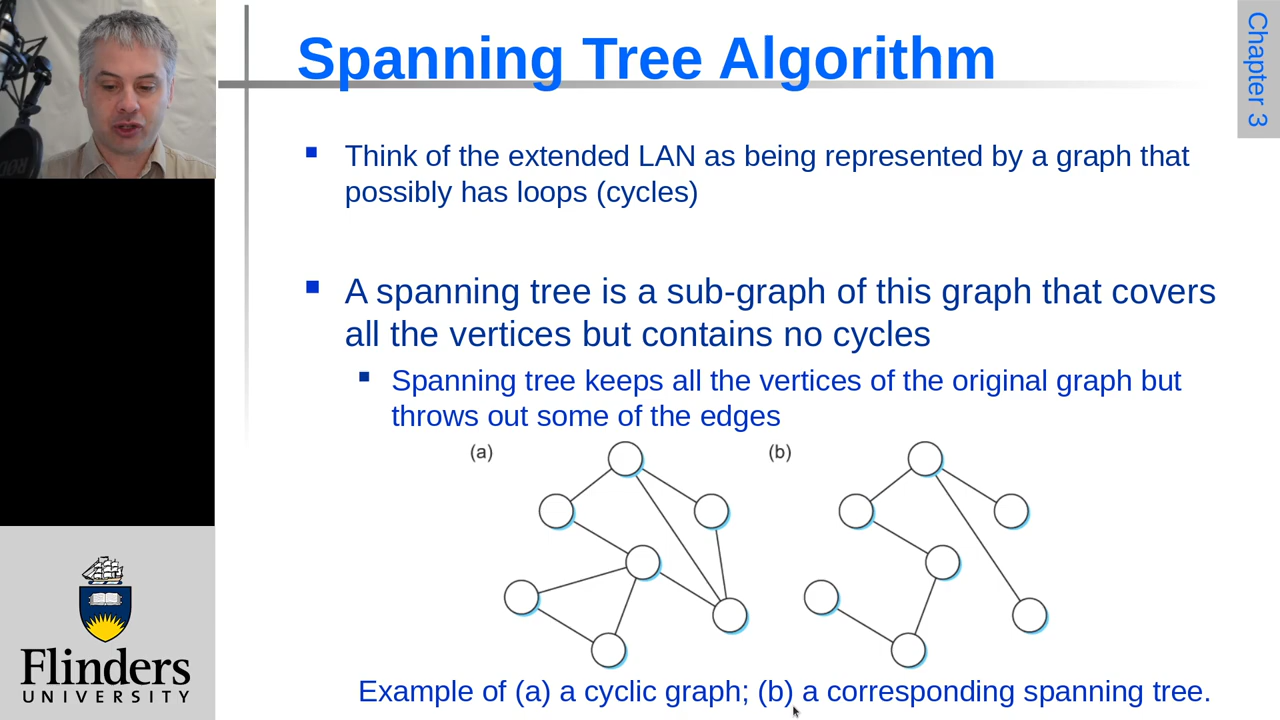 Spanning Tree Algorithm
Chapter 3
Think of the extended LAN as being represented by a graph that
possibly has loops (cycles)
A spanning tree is a sub-graph of this graph that covers
all the vertices but contains no cycles
Spanning tree keeps all the vertices of the original graph but
throws out some of the edges
(a)
(b)
Example of (a) a cyclic graph; (b) a corresponding spanning tree.
Flinders
UNIVERSITY